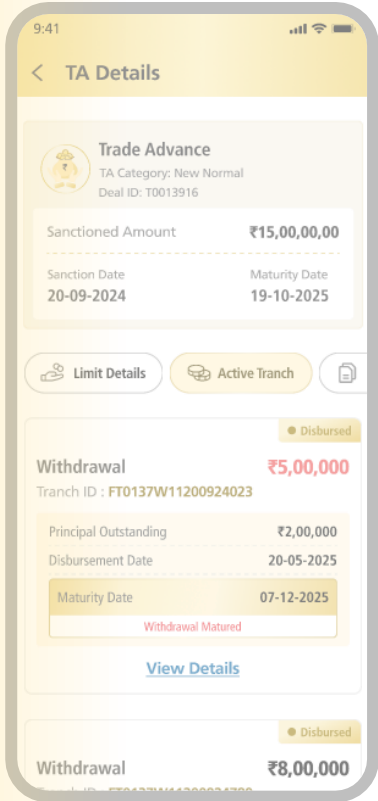 9:41
TA Details
Trade Advance
TA Category: New Normal
Deal ID: T0013916
Sanctioned Amount ₹15,00,00,00
Sanction Date Maturity Date
20-09-2024 19-10-2025
Limit Details Active Tranch
Disbursed
Withdrawal ₹5,00,000
Tranch ID : FT0137W11200924023
Principal Outstanding ₹2,00,000
Disbursement Date 20-05-2025
Maturity Date 07-12-2025
Withdrawal Matured
View Details
Disbursed
Withdrawal ₹8,00,000